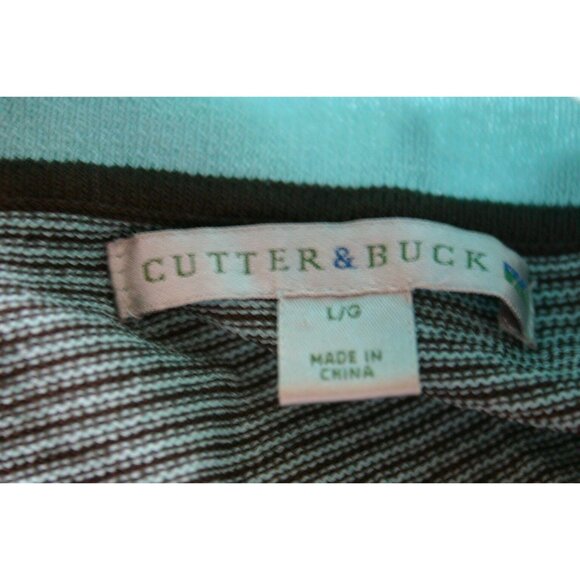 CUTTER & BUCK
L/G
MADE IN
CHINA